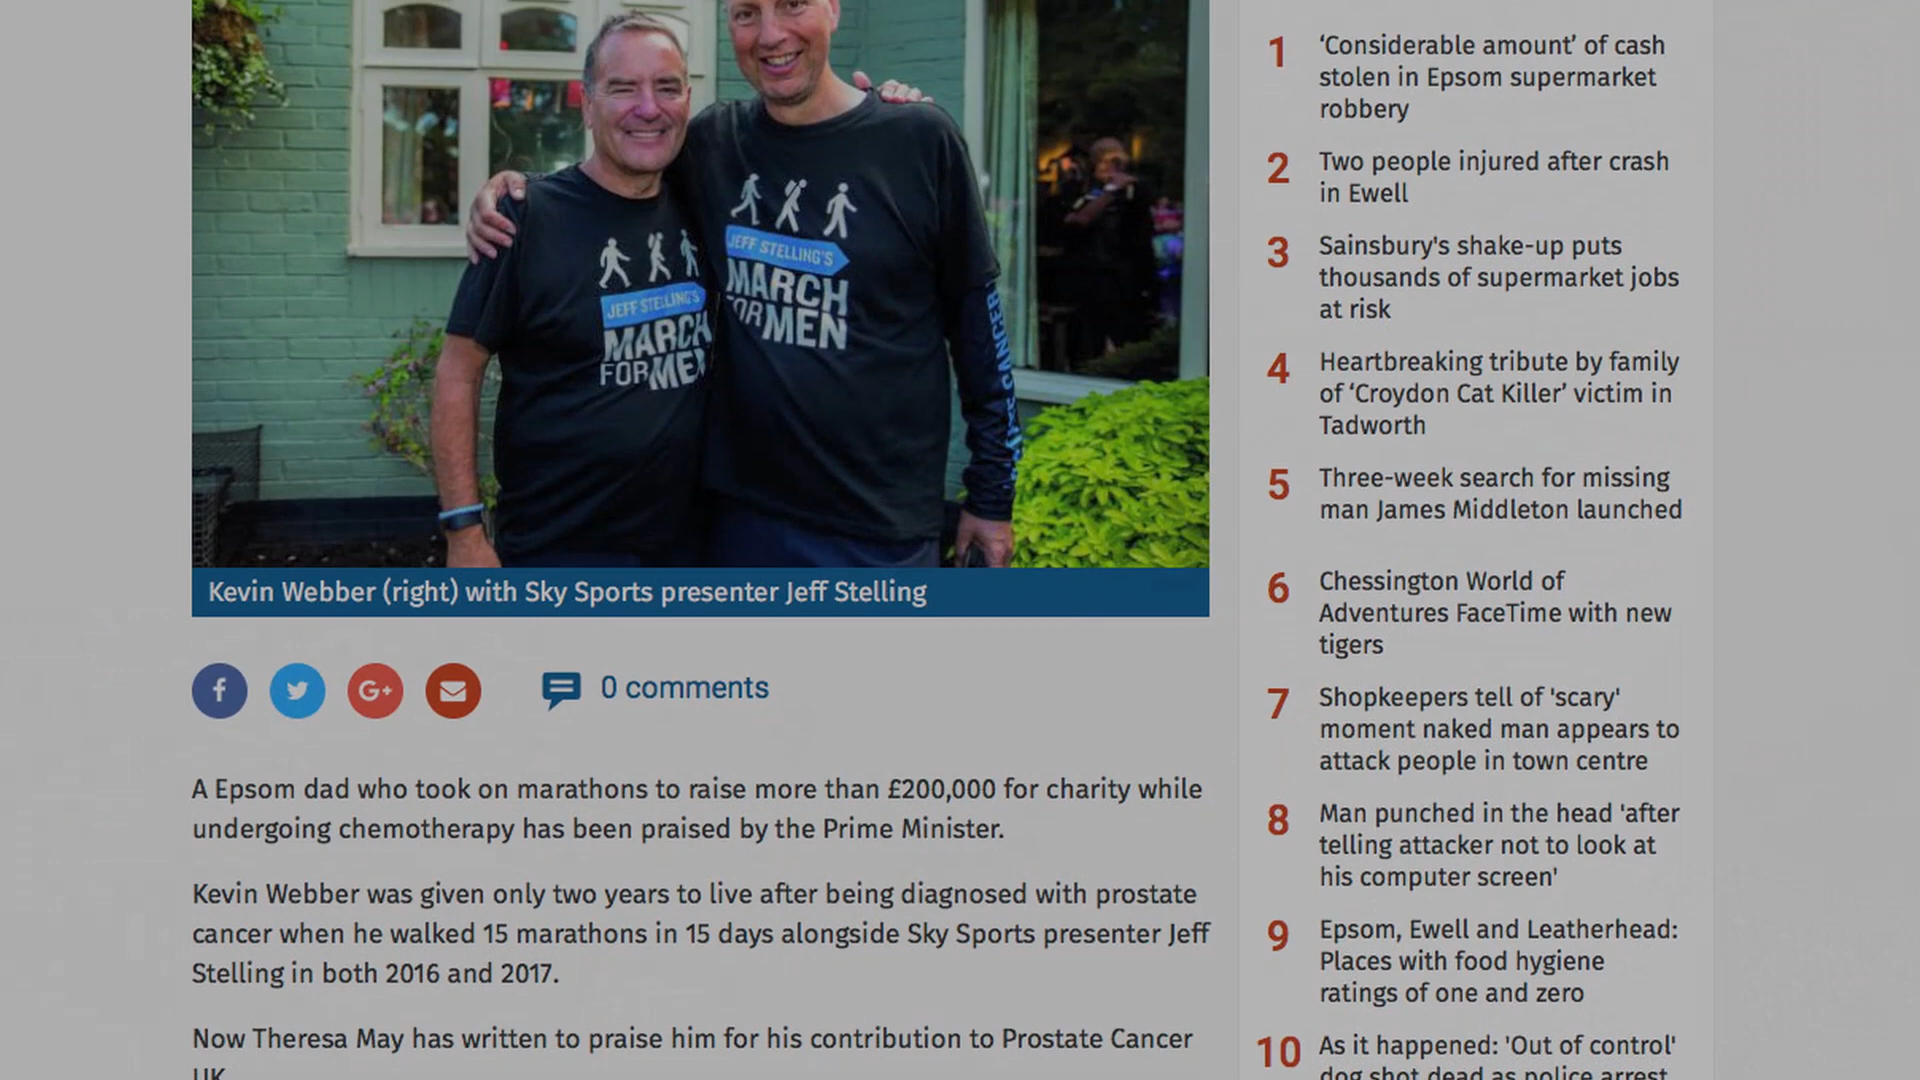 JEFF STELLING'S
MARCH
FOR MEN
JEFF STELLING'S
MARCH
FOR MEN
CANCER
Kevin Webber (right) with Sky Sports presenter Jeff Stelling
f
G+
0 comments
A Epsom dad who took on marathons to raise more than £200,000 for charity while
undergoing chemotherapy has been praised by the Prime Minister.
Kevin Webber was given only two years to live after being diagnosed with prostate
cancer when he walked 15 marathons in 15 days alongside Sky Sports presenter Jeff
Stelling in both 2016 and 2017.
Now Theresa May has written to praise him for his contribution to Prostate Cancer
UK.
1 ‘Considerable amount’ of cash
stolen in Epsom supermarket
robbery
2 Two people injured after crash
in Ewell
3 Sainsbury's shake-up puts
thousands of supermarket jobs
at risk
4 Heartbreaking tribute by family
of ‘Croydon Cat Killer’ victim in
Tadworth
5 Three-week search for missing
man James Middleton launched
6 Chessington World of
Adventures FaceTime with new
tigers
7 Shopkeepers tell of 'scary'
moment naked man appears to
attack people in town centre
8 Man punched in the head 'after
telling attacker not to look at
his computer screen'
9 Epsom, Ewell and Leatherhead:
Places with food hygiene
ratings of one and zero
10 As it happened: 'Out of control'
dog shot dead as police arrest